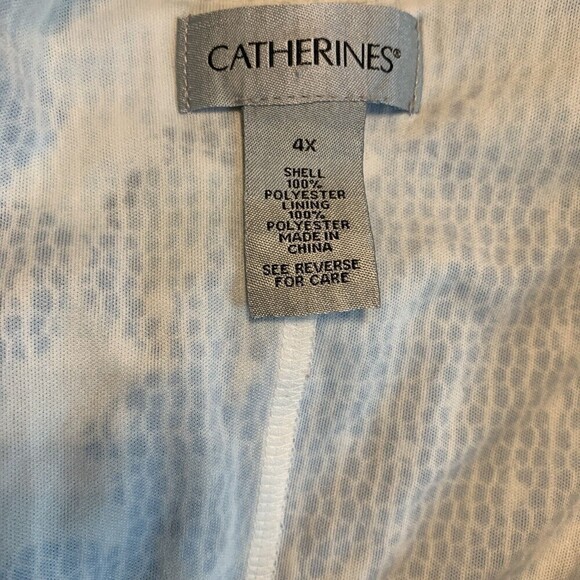 CATHERINES®
4X
SHELL
100%
POLYESTER
LINING
100%
POLYESTER
MADE IN
CHINA
SEE REVERSE
FOR CARE